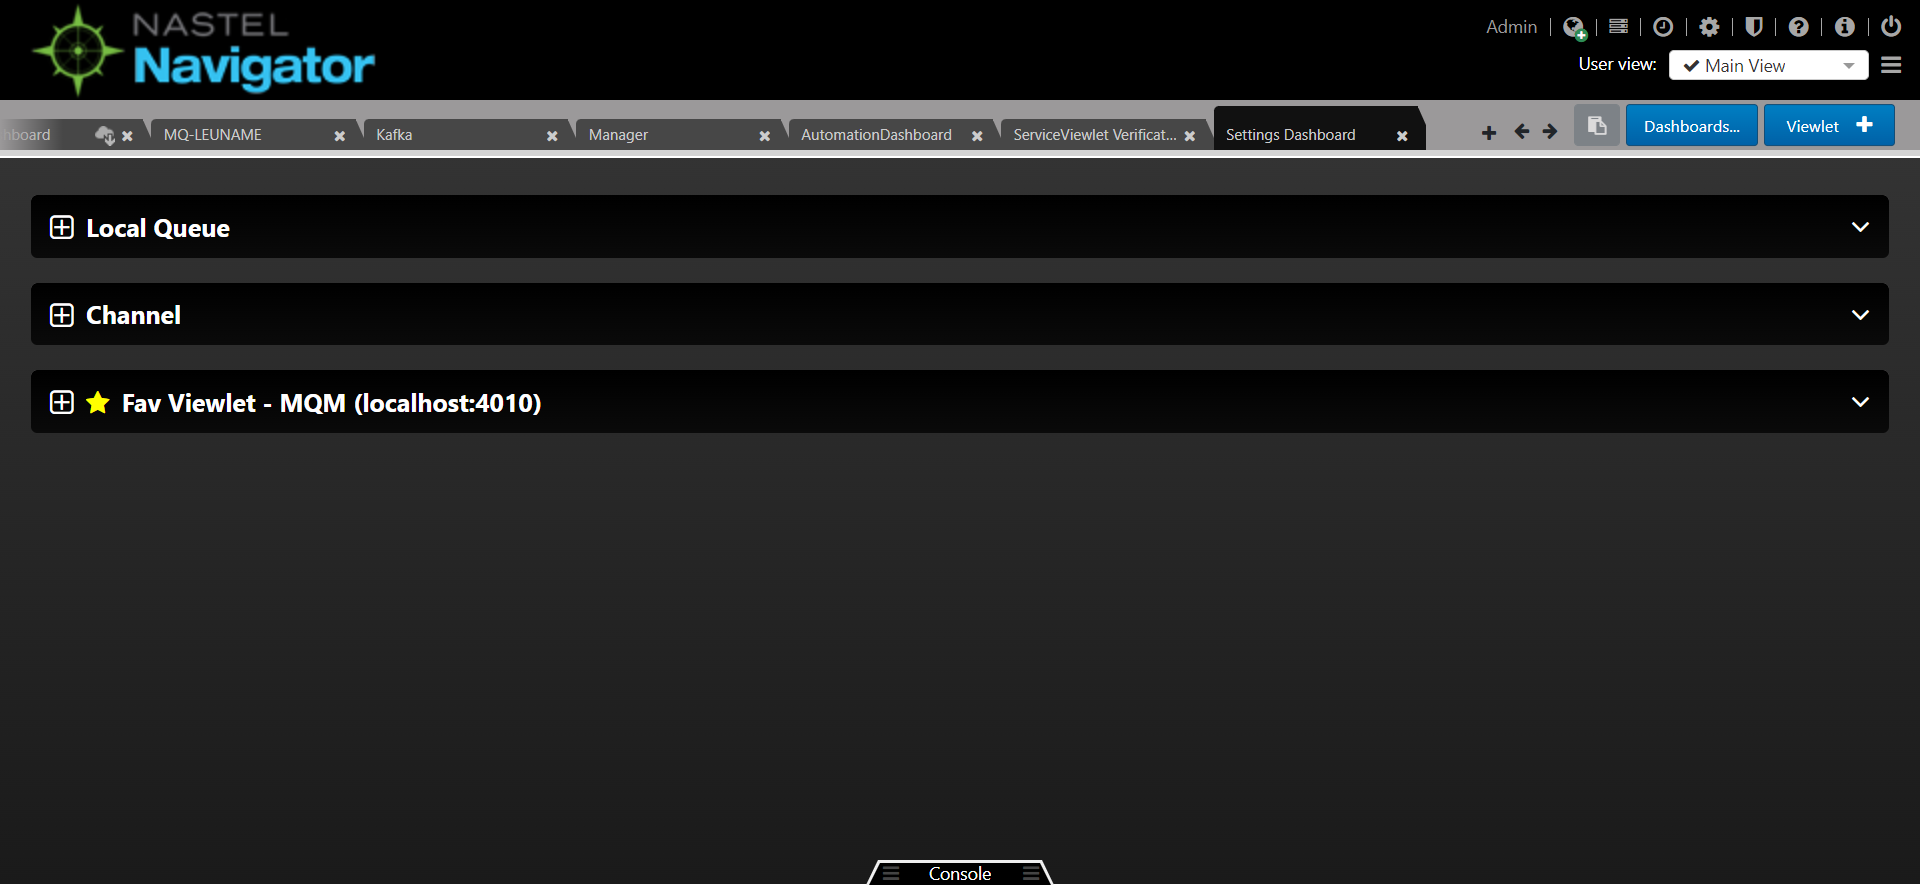 NASTEL
Navigator
Admin
User view:
Main View
hboard
MQ-LEUNAME
Kafka
Manager
AutomationDashboard
ServiceViewlet Verificat...
Settings Dashboard
Dashboards...
Viewlet
Local Queue
Channel
Fav Viewlet - MQM (localhost:4010)
Console